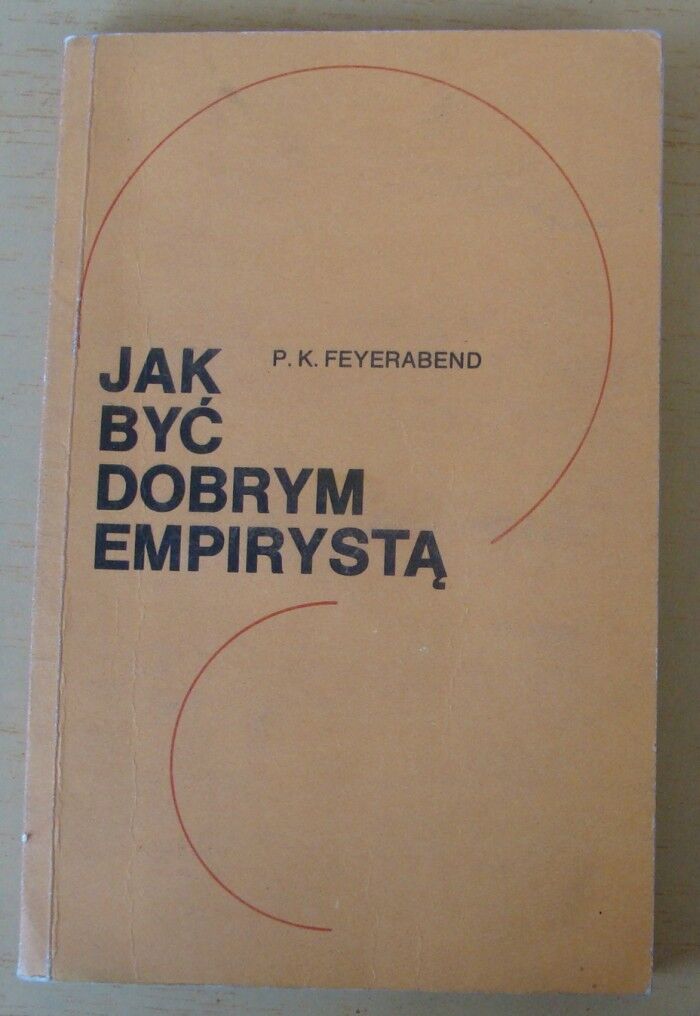 P. K. FEYERABEND
JAK
BYĆ
DOBRYM
EMPIRYSTĄ